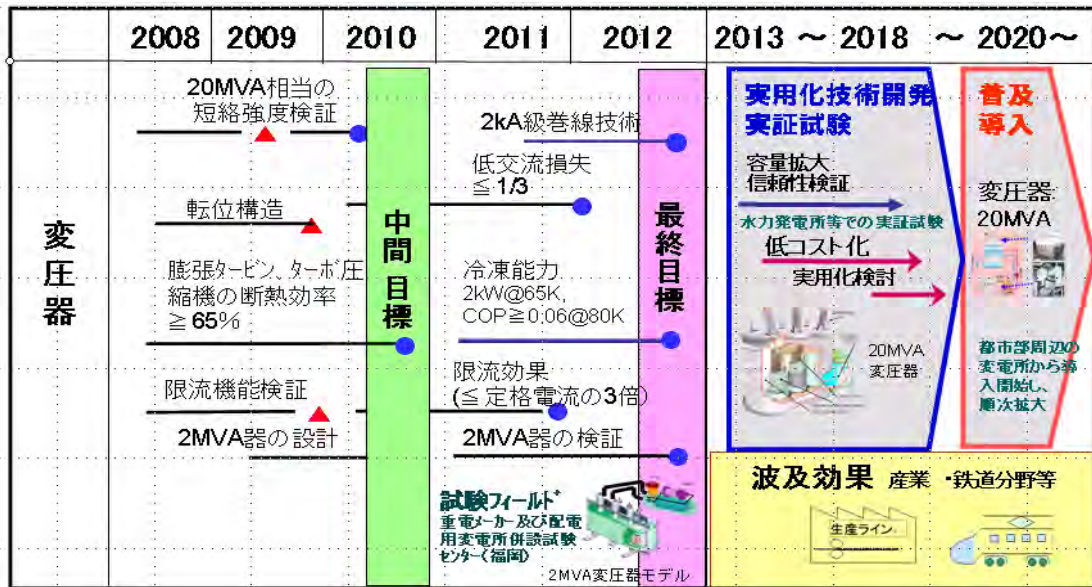 2008
2009
2010
2011
2012
2013 ～ 2018
～ 2020～
変圧器
20MVA相当の
短絡強度検証
転位構造
膨張タービン、ターボ圧
縮機の断熱効率
≧ 65%
限流機能検証
2MVA器の設計
中間目標
2kA級巻線技術
低交流損失
≦ 1/3
冷凍能力
2kW@65K,
COP≧0.06@80K
限流効果
(≦ 定格電流の3倍)
2MVA器の検証
試験フィールド
重電メーカー及び配電
用変電所併設試験
センター(福岡)
2MVA変圧器モデル
最終目標
実用化技術開発
実証試験
容量拡大
信頼性検証
水力発電所等での実証試験
低コスト化
実用化検討
20MVA
変圧器
普及
導入
変圧器:
20MVA
都市部周辺の
変電所から導
入開始し、
順次拡大
波及効果 産業 ・鉄道分野等
生産ライン